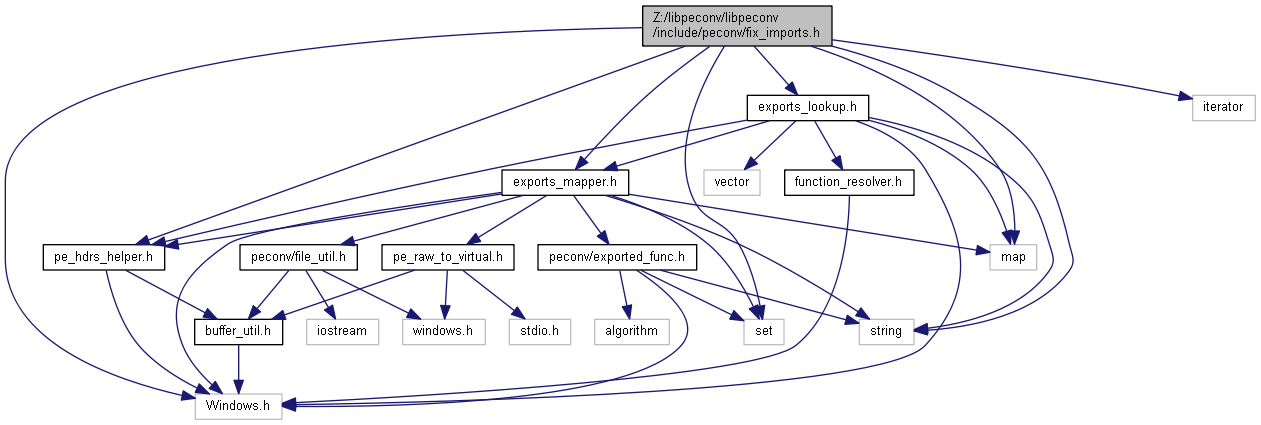 Z:/libpeconv/libpeconv
/include/peconv/fix_imports.h
exports_lookup.h
iterator
exports_mapper.h
vector
function_resolver.h
pe_hdrs_helper.h
peconv/file_util.h
pe_raw_to_virtual.h
peconv/exported_func.h
map
buffer_util.h
iostream
windows.h
stdio.h
algorithm
set
string
Windows.h